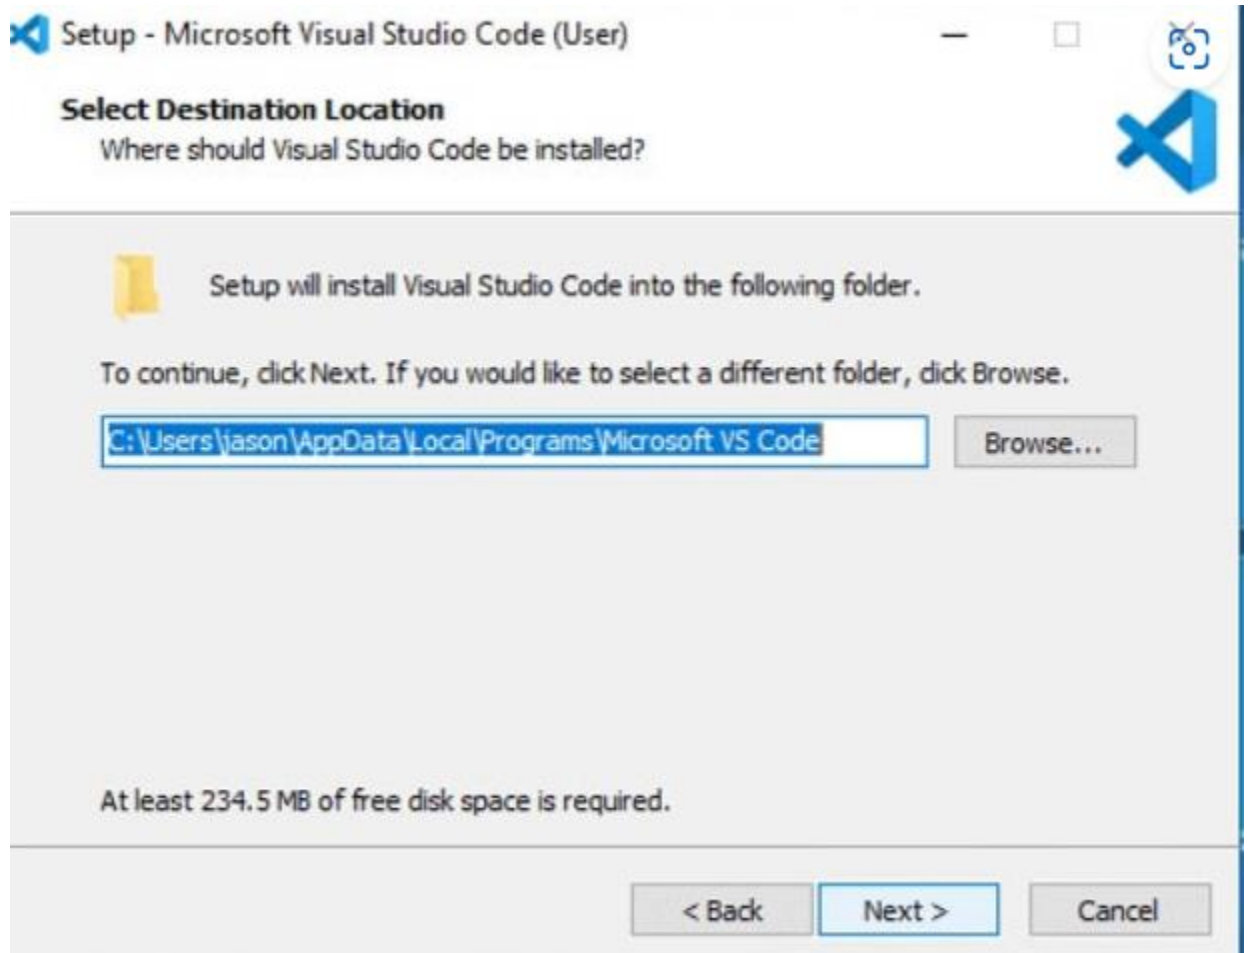 Setup - Microsoft Visual Studio Code (User)
Select Destination Location
Where should Visual Studio Code be installed?
Setup will install Visual Studio Code into the following folder.
To continue, click Next. If you would like to select a different folder, click Browse.
C:\Users\jason\AppData\Local\Programs\Microsoft VS Code
Browse...
At least 234.5 MB of free disk space is required.
< Back
Next >
Cancel